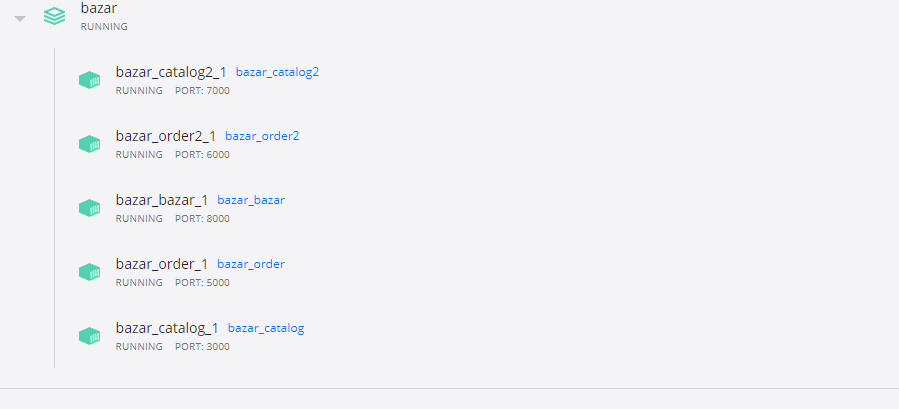 bazar
RUNNING
bazar_catalog2_1 bazar_catalog2
RUNNING PORT: 7000
bazar_order2_1 bazar_order2
RUNNING PORT: 6000
bazar_bazar_1 bazar_bazar
RUNNING PORT: 8000
bazar_order_1 bazar_order
RUNNING PORT: 5000
bazar_catalog_1 bazar_catalog
RUNNING PORT: 3000